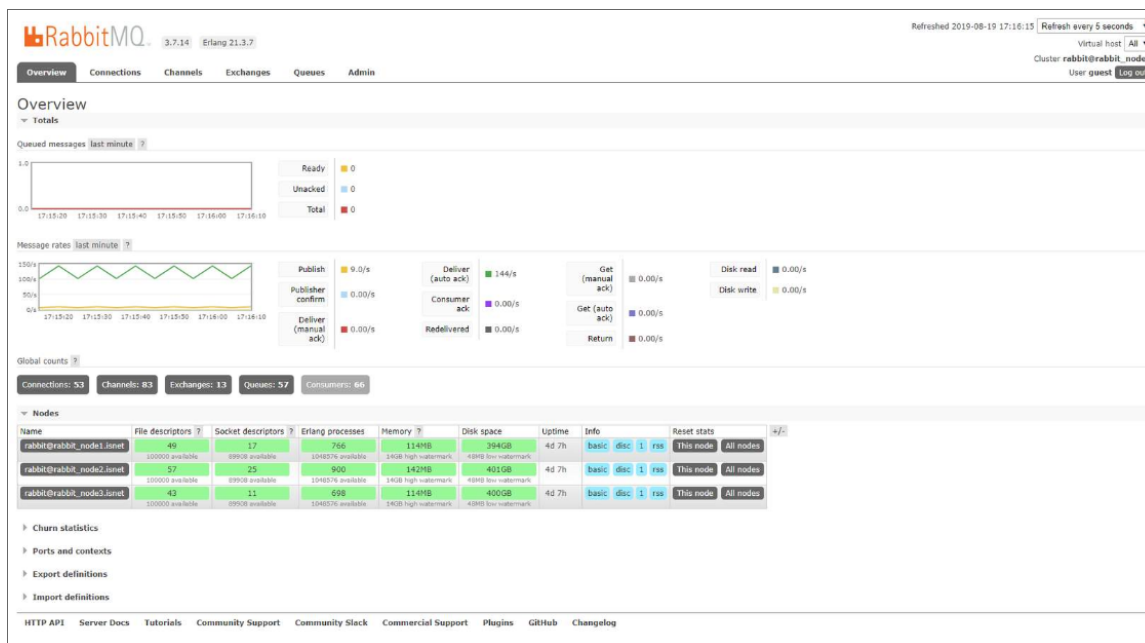 RabbitMQ 3.7.14 Erlang 21.3.7
Refreshed 2019-08-19 17:16:15 Refresh every 5 seconds
Virtual host All
Cluster rabbit@rabbit_node
User guest Log out
Overview Connections Channels Exchanges Queues Admin
Overview
Totals
Queued messages last minute ?
1.0
0.0
17:15:20 17:15:30 17:15:40 17:15:50 17:16:00 17:16:10
Ready 0
Unacked 0
Total 0
Message rates last minute ?
150/s
100/s
50/s
0/s
17:15:20 17:15:30 17:15:40 17:15:50 17:16:00 17:16:10
Publish 9.0/s
Publisher confirm 0.00/s
Deliver (manual ack) 0.00/s
Deliver (auto ack) 144/s
Consumer ack 0.00/s
Redelivered 0.00/s
Get (manual ack) 0.00/s
Get (auto ack) 0.00/s
Return 0.00/s
Disk read 0.00/s
Disk write 0.00/s
Global counts ?
Connections: 53 Channels: 83 Exchanges: 13 Queues: 57 Consumers: 66
Nodes
Name File descriptors ? Socket descriptors ? Erlang processes Memory ? Disk space Uptime Info Reset stats +/-
rabbit@rabbit_node1.isnet 49 17 766 114MB 394GB 4d 7h basic disc 1 rss This node All nodes
100000 available 89908 available 1048576 available 14GB high watermark 48MB low watermark
rabbit@rabbit_node2.isnet 57 25 900 142MB 401GB 4d 7h basic disc 1 rss This node All nodes
100000 available 89908 available 1048576 available 14GB high watermark 48MB low watermark
rabbit@rabbit_node3.isnet 43 11 698 114MB 400GB 4d 7h basic disc 1 rss This node All nodes
100000 available 89908 available 1048576 available 14GB high watermark 48MB low watermark
Churn statistics
Ports and contexts
Export definitions
Import definitions
HTTP API Server Docs Tutorials Community Support Community Slack Commercial Support Plugins GitHub Changelog